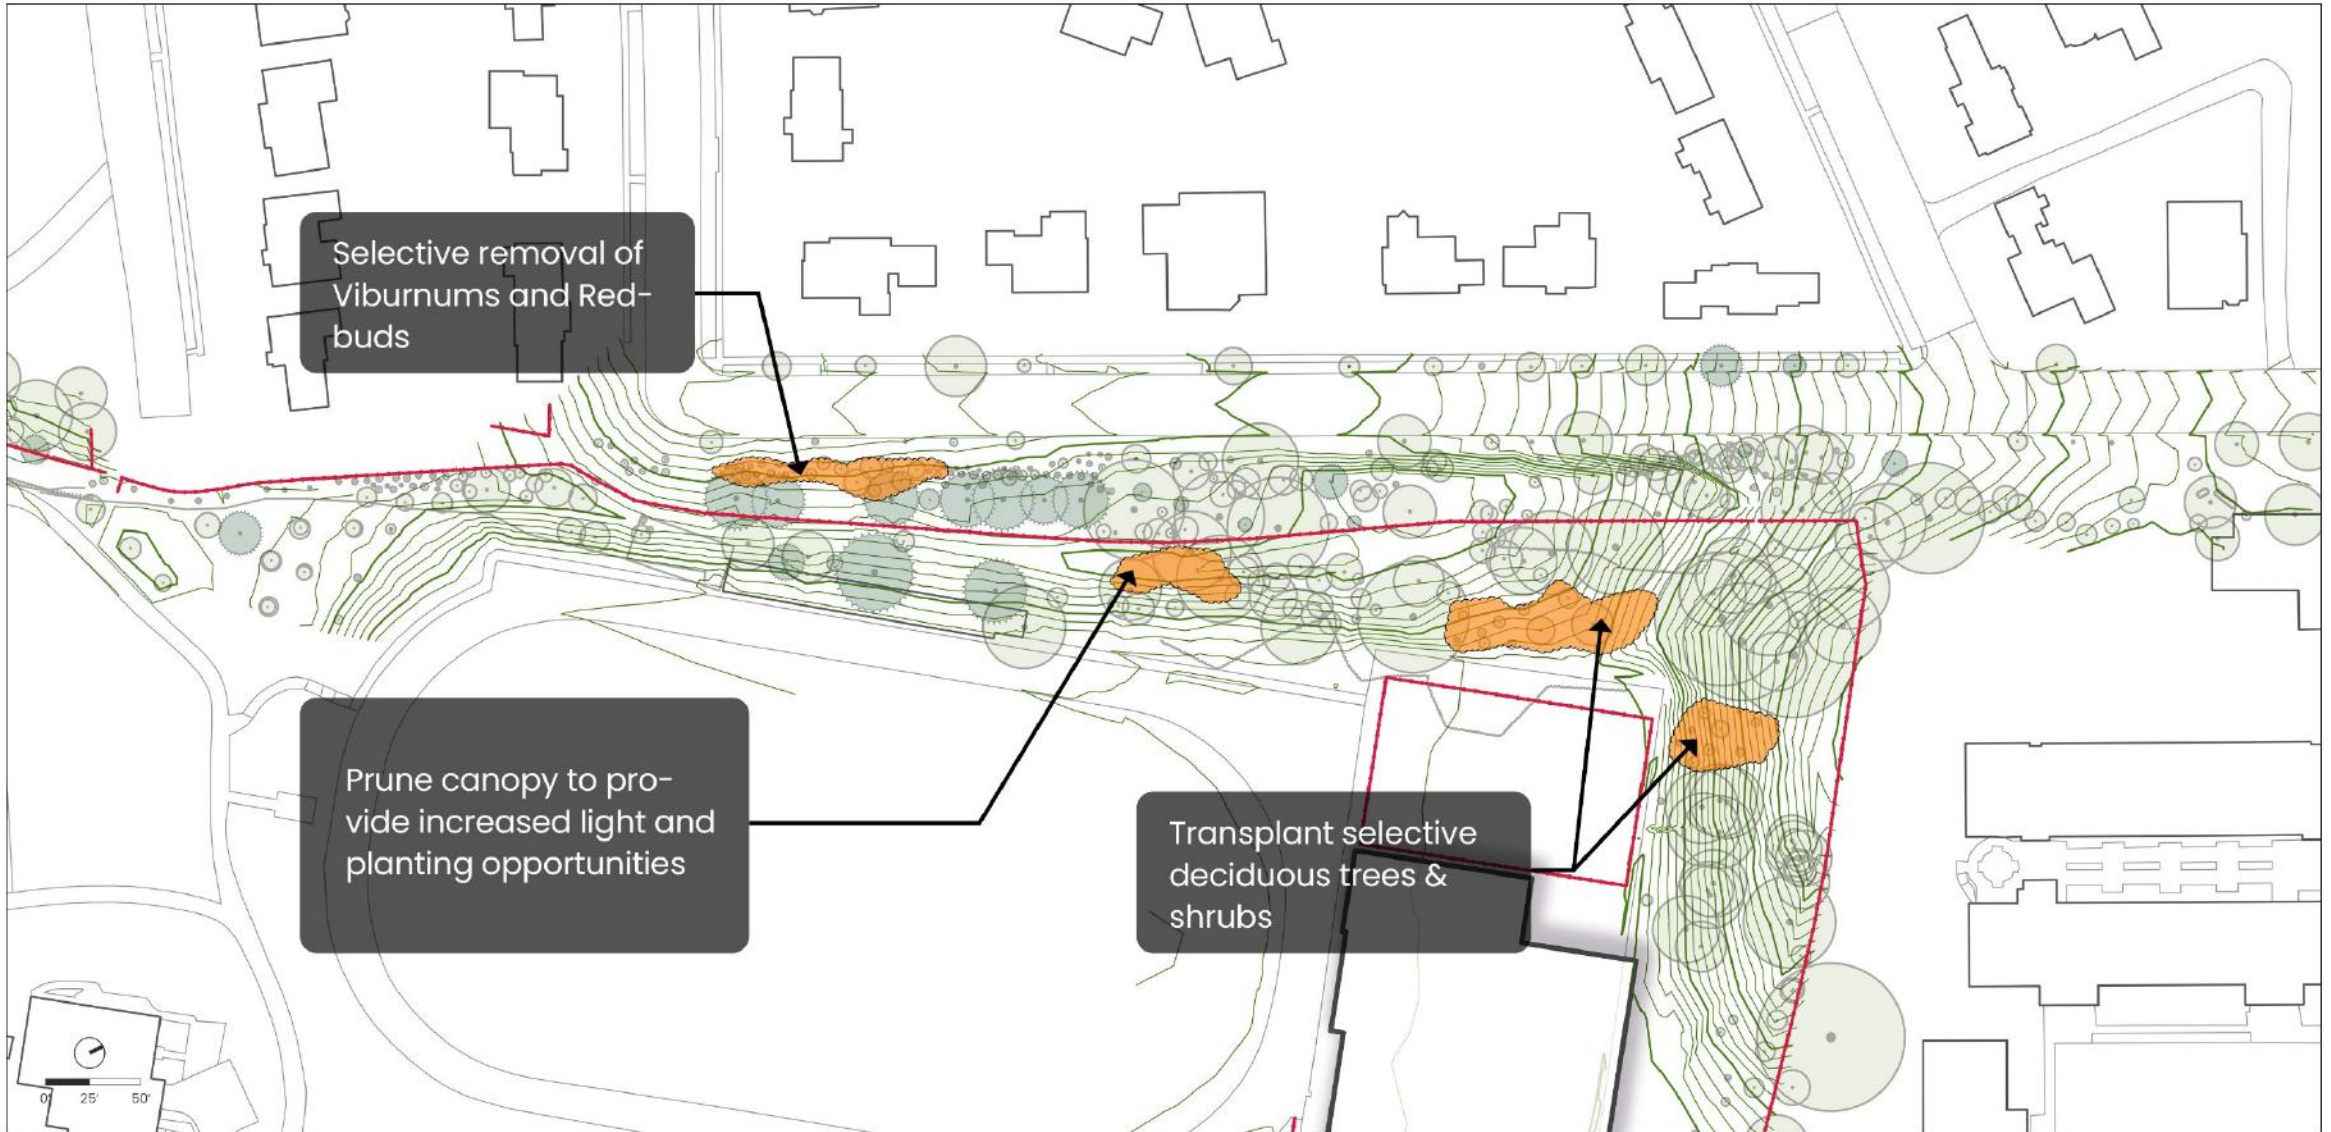 Selective removal of
Viburnums and Red-
buds
Prune canopy to pro-
vide increased light and
planting opportunities
Transplant selective
deciduous trees &
shrubs
0' 25' 50'